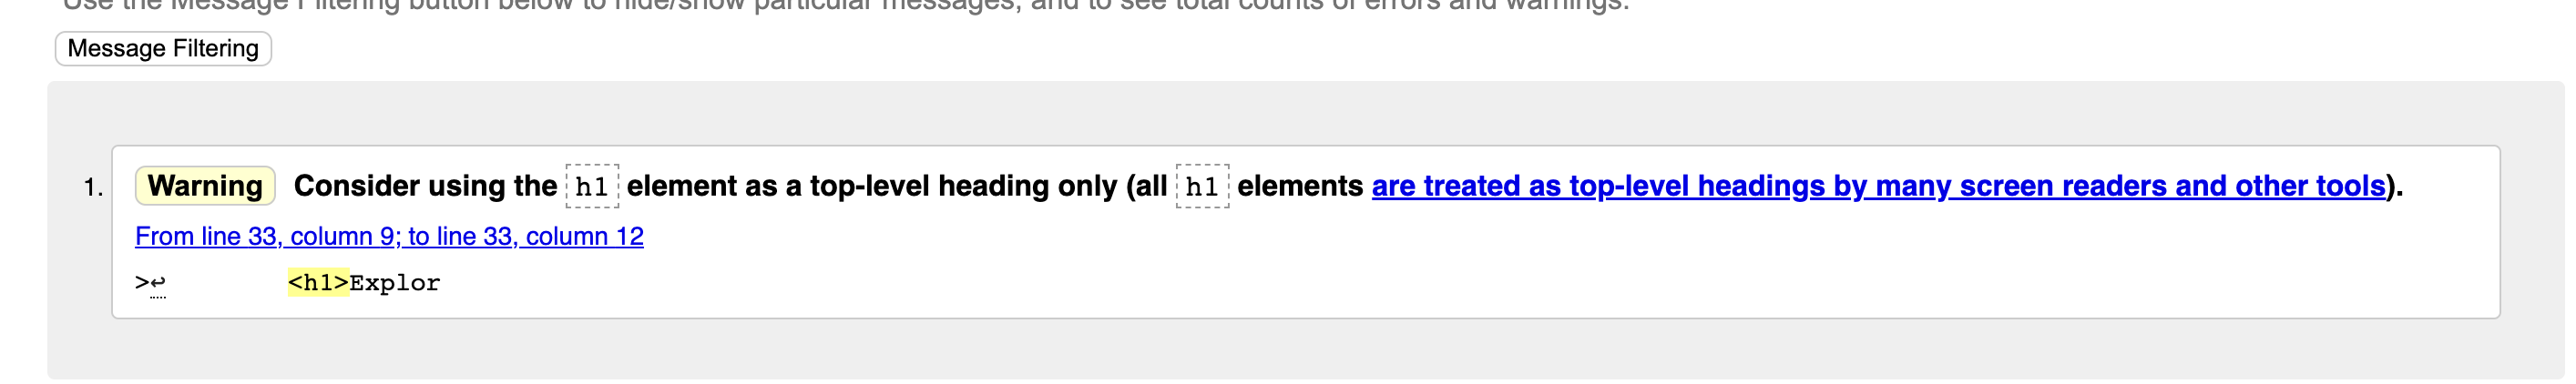 Use the Message Filtering button below to hide/show particular messages, and to see total counts of errors and warnings.
Message Filtering
1. Warning Consider using the h1 element as a top-level heading only (all h1 elements are treated as top-level headings by many screen readers and other tools).
From line 33, column 9; to line 33, column 12
>↩ <h1>Explor